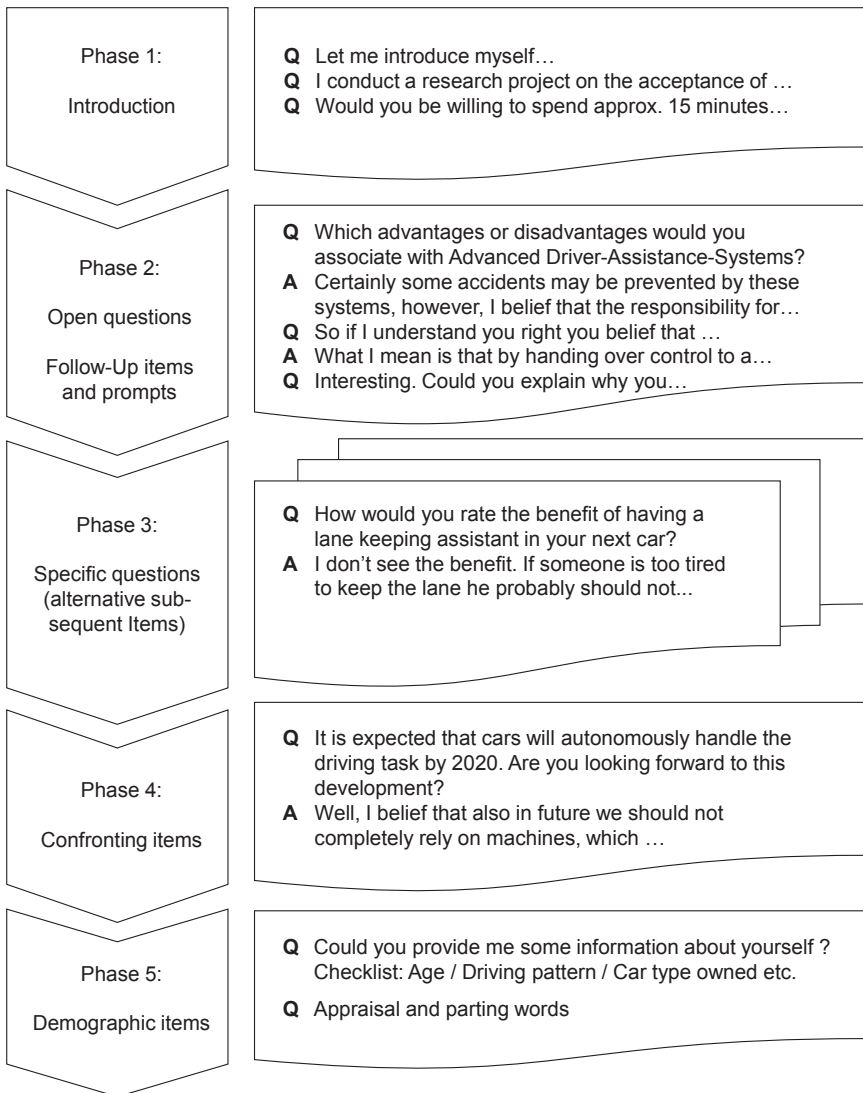 Phase 1:
Introduction
Q Let me introduce myself…
Q I conduct a research project on the acceptance of …
Q Would you be willing to spend approx. 15 minutes…
Phase 2:
Open questions
Follow-Up items
and prompts
Q Which advantages or disadvantages would you
associate with Advanced Driver-Assistance-Systems?
A Certainly some accidents may be prevented by these
systems, however, I belief that the responsibility for…
Q So if I understand you right you belief that …
A What I mean is that by handing over control to a…
Q Interesting. Could you explain why you…
Phase 3:
Specific questions
(alternative sub-
sequent Items)
Q How would you rate the benefit of having a
lane keeping assistant in your next car?
A I don’t see the benefit. If someone is too tired
to keep the lane he probably should not...
Phase 4:
Confronting items
Q It is expected that cars will autonomously handle the
driving task by 2020. Are you looking forward to this
development?
A Well, I belief that also in future we should not
completely rely on machines, which …
Phase 5:
Demographic items
Q Could you provide me some information about yourself ?
Checklist: Age / Driving pattern / Car type owned etc.
Q Appraisal and parting words